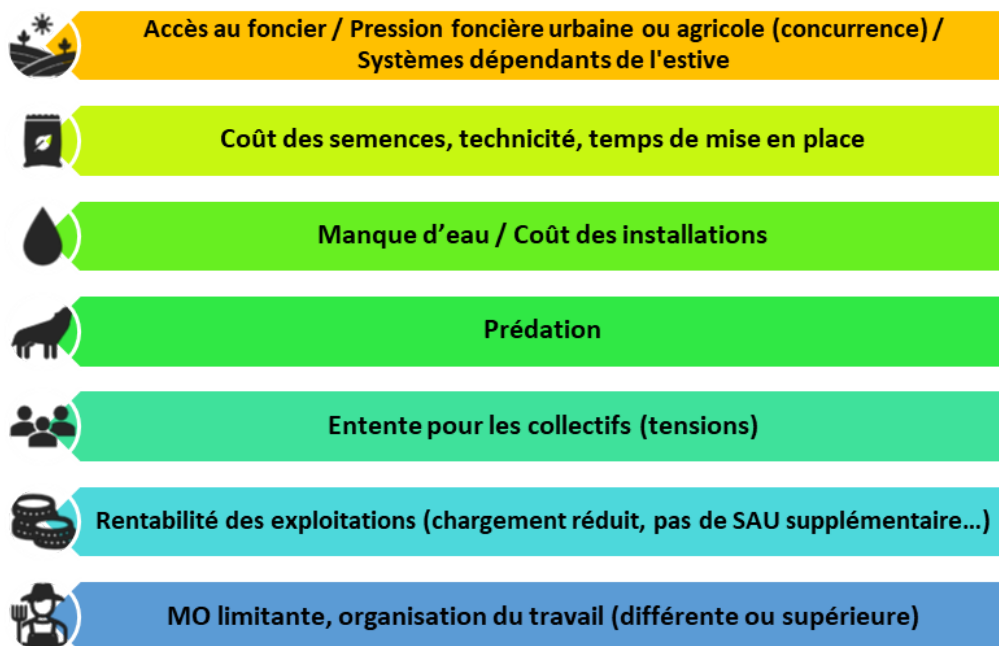 Accès au foncier / Pression foncière urbaine ou agricole (concurrence) /
Systèmes dépendants de l'estive
Coût des semences, technicité, temps de mise en place
Manque d’eau / Coût des installations
Prédation
Entente pour les collectifs (tensions)
Rentabilité des exploitations (chargement réduit, pas de SAU supplémentaire…)
MO limitante, organisation du travail (différente ou supérieure)